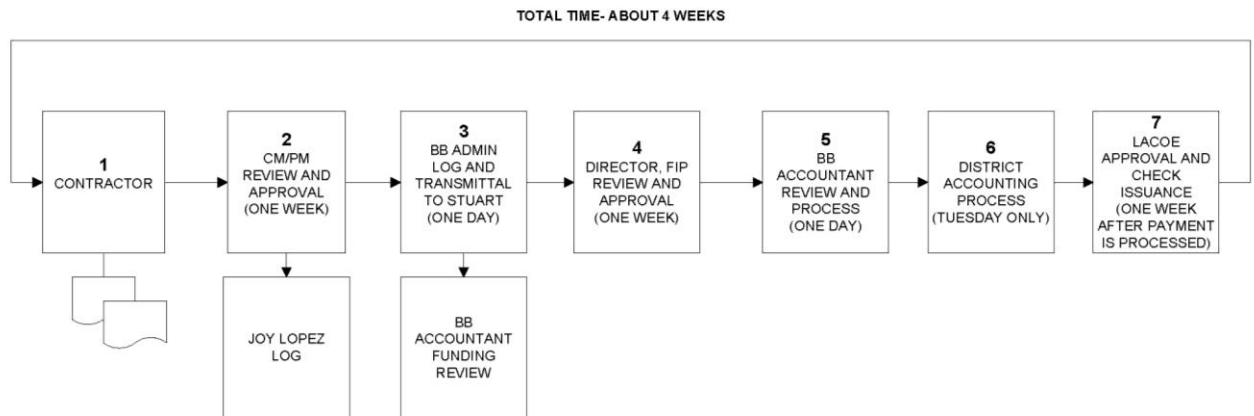 TOTAL TIME- ABOUT 4 WEEKS
1
CONTRACTOR
2
CM/PM
REVIEW AND
APPROVAL
(ONE WEEK)
3
BB ADMIN
LOG AND
TRANSMITTAL
TO STUART
(ONE DAY)
4
DIRECTOR, FIP
REVIEW AND
APPROVAL
(ONE WEEK)
5
BB
ACCOUNTANT
REVIEW AND
PROCESS
(ONE DAY)
6
DISTRICT
ACCOUNTING
PROCESS
(TUESDAY ONLY)
7
LACOE
APPROVAL AND
CHECK
ISSUANCE
(ONE WEEK
AFTER PAYMENT
IS PROCESSED)
JOY LOPEZ
LOG
BB
ACCOUNTANT
FUNDING
REVIEW